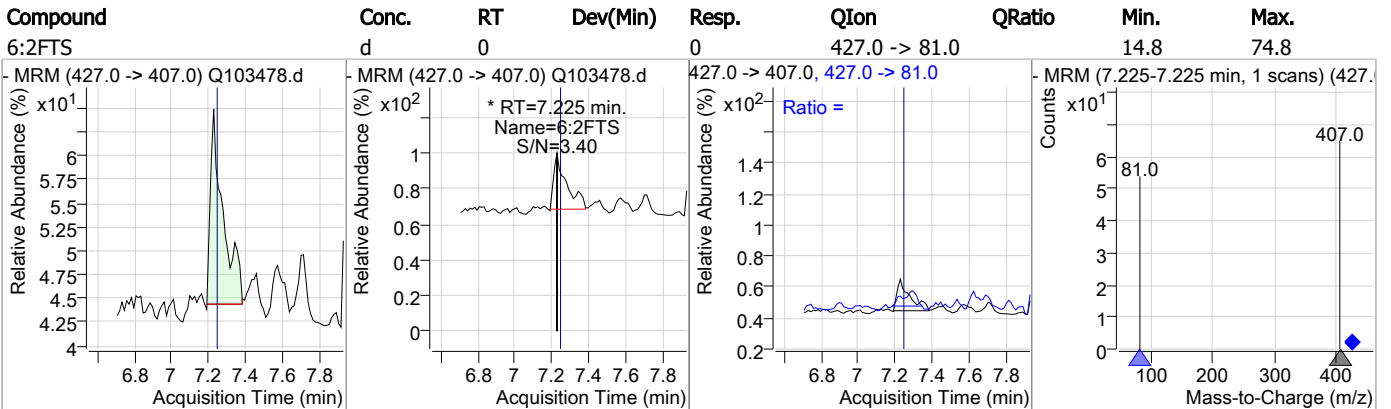 Compound Conc. RT Dev(Min) Resp. QIon QRatio Min. Max.
6:2FTS d 0 0 427.0 -> 81.0 14.8 74.8
- MRM (427.0 -> 407.0) Q103478.d
x10¹
Relative Abundance (%)
6
5.75
5.5
5.25
5
4.75
4.5
4.25
4
6.8 7 7.2 7.4 7.6 7.8
Acquisition Time (min)
- MRM (427.0 -> 407.0) Q103478.d
x10²
Relative Abundance (%)
* RT=7.225 min.
Name=6:2FTS
S/N=3.40
1
0.8
0.6
0.4
0.2
0
6.8 7 7.2 7.4 7.6 7.8
Acquisition Time (min)
427.0 -> 407.0, 427.0 -> 81.0
x10²
Relative Abundance (%)
Ratio =
1.4
1.2
1
0.8
0.6
0.4
0.2
6.8 7 7.2 7.4 7.6 7.8
Acquisition Time (min)
- MRM (7.225-7.225 min, 1 scans) (427.
x10¹
Counts
407.0
81.0
6
5
4
3
2
1
0
100 200 300 400
Mass-to-Charge (m/z)